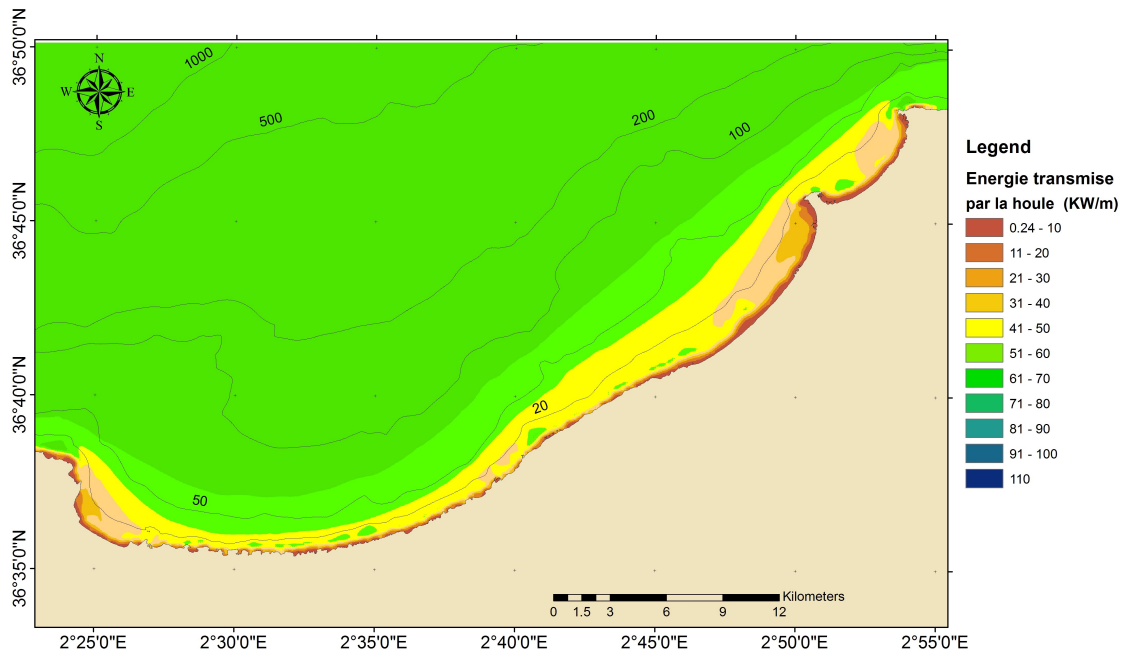 36°50'0"N
36°45'0"N
36°40'0"N
36°35'0"N
N
W E
S
1000
500
200
100
20
50
Legend
Energie transmise
par la houle (KW/m)
0.24 - 10
11 - 20
21 - 30
31 - 40
41 - 50
51 - 60
61 - 70
71 - 80
81 - 90
91 - 100
110
Kilometers
0 1.5 3 6 9 12
2°25'0"E 2°30'0"E 2°35'0"E 2°40'0"E 2°45'0"E 2°50'0"E 2°55'0"E